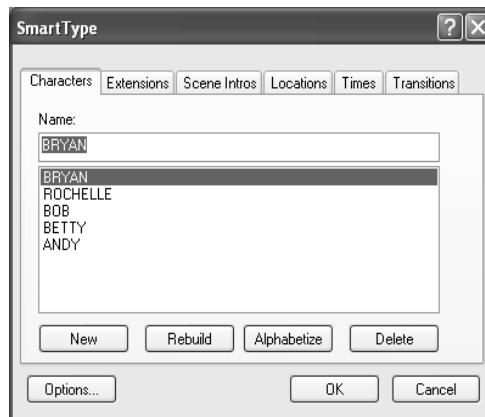 SmartType
Characters Extensions Scene Intros Locations Times Transitions
Name:
BRYAN
BRYAN
ROCHELLE
BOB
BETTY
ANDY
New Rebuild Alphabetize Delete
Options... OK Cancel